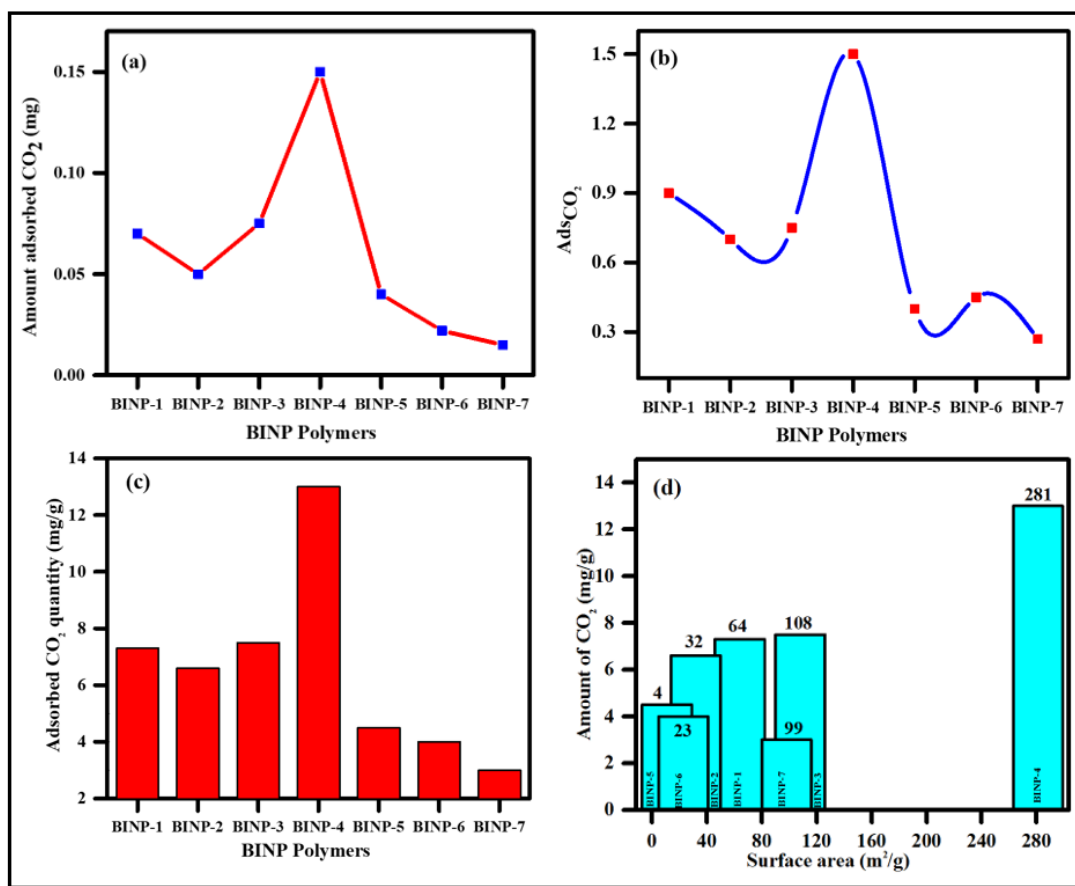 (a)
Amount adsorbed CO₂ (mg)
0.15
0.10
0.05
0.00
BINP-1 BINP-2 BINP-3 BINP-4 BINP-5 BINP-6 BINP-7
BINP Polymers
(b)
AdsCO₂
1.5
1.2
0.9
0.6
0.3
BINP-1 BINP-2 BINP-3 BINP-4 BINP-5 BINP-6 BINP-7
BINP Polymers
(c)
Adsorbed CO₂ quantity (mg/g)
14
12
10
8
6
4
2
BINP-1 BINP-2 BINP-3 BINP-4 BINP-5 BINP-6 BINP-7
BINP Polymers
(d)
Amount of CO₂ (mg/g)
14
12
10
8
6
4
2
0
281
108
64
32
4
23
99
BINP-5 BINP-6 BINP-2 BINP-1 BINP-7 BINP-3 BINP-4
0 40 80 120 160 200 240 280
Surface area (m²/g)